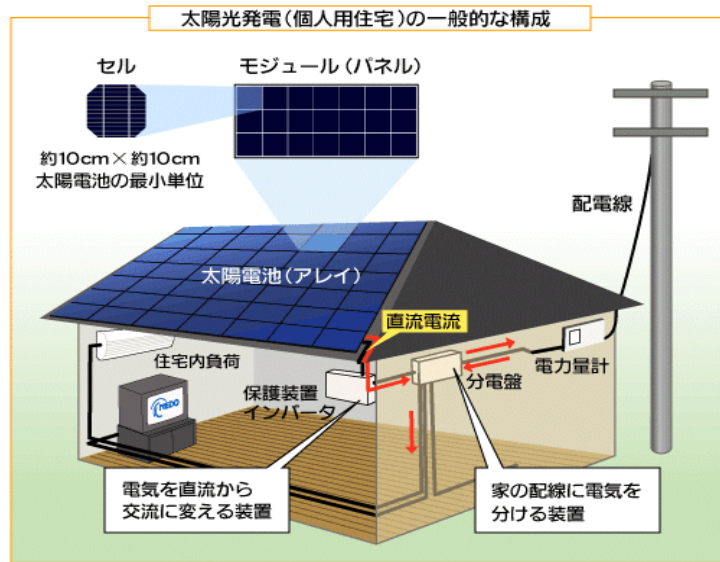 太陽光発電(個人用住宅)の一般的な構成
セル
モジュール(パネル)
約10cm×約10cm
太陽電池の最小単位
配電線
太陽電池(アレイ)
直流電流
住宅内負荷
保護装置
インバータ
分電盤
電力量計
NEDO
電気を直流から
交流に変える装置
家の配線に電気を
分ける装置